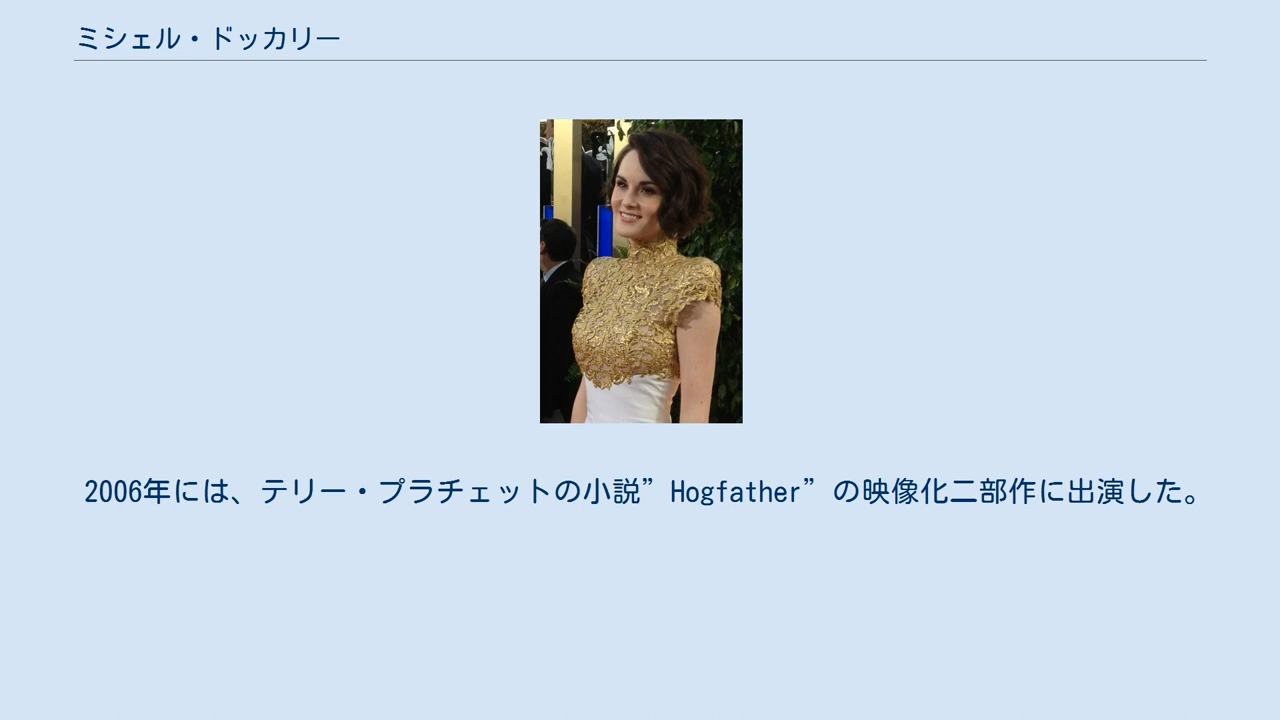 ミシェル・ドッカリー
2006年には、テリー・プラチェットの小説”Hogfather”の映像化二部作に出演した。